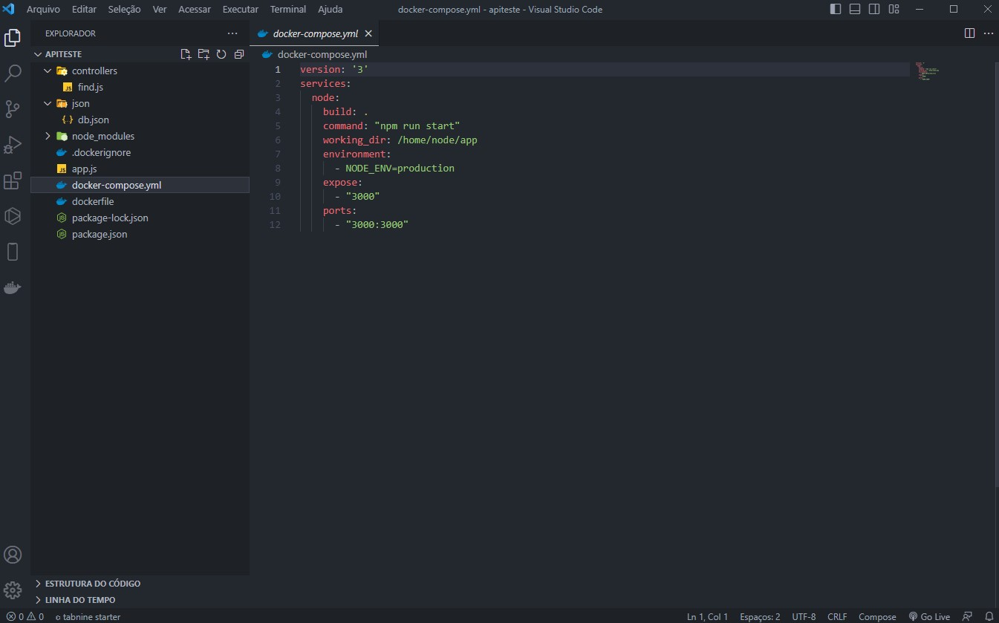 Arquivo Editar Seleção Ver Acessar Executar Terminal Ajuda docker-compose.yml - apiteste - Visual Studio Code
EXPLORADOR
docker-compose.yml
APITESTE
controllers
JS find.js
json
{..} db.json
node_modules
.dockerignore
JS app.js
docker-compose.yml
dockerfile
package-lock.json
package.json
ESTRUTURA DO CÓDIGO
LINHA DO TEMPO
docker-compose.yml
1 version: '3'
2 services:
3 node:
4 build: .
5 command: "npm run start"
6 working_dir: /home/node/app
7 environment:
8 - NODE_ENV=production
9 expose:
10 - "3000"
11 ports:
12 - "3000:3000"
0 0 tabnine starter Ln 1, Col 1 Espaços: 2 UTF-8 CRLF Compose Go Live